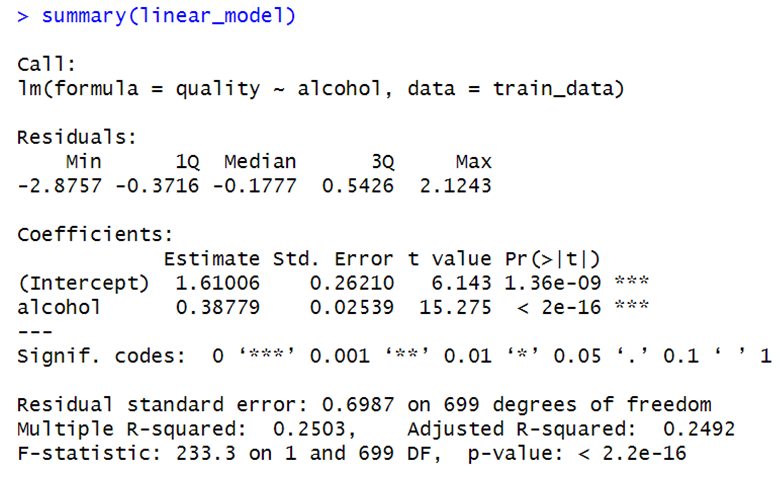 > summary(linear_model)
Call:
lm(formula = quality ~ alcohol, data = train_data)
Residuals:
    Min      1Q  Median      3Q     Max
-2.8757 -0.3716 -0.1777  0.5426  2.1243
Coefficients:
            Estimate Std. Error t value Pr(>|t|)
(Intercept)  1.61006    0.26210   6.143 1.36e-09 ***
alcohol      0.38779    0.02539  15.275  < 2e-16 ***
---
Signif. codes:  0 ‘***’ 0.001 ‘**’ 0.01 ‘*’ 0.05 ‘.’ 0.1 ‘ ’ 1
Residual standard error: 0.6987 on 699 degrees of freedom
Multiple R-squared:  0.2503,	Adjusted R-squared:  0.2492
F-statistic: 233.3 on 1 and 699 DF,  p-value: < 2.2e-16